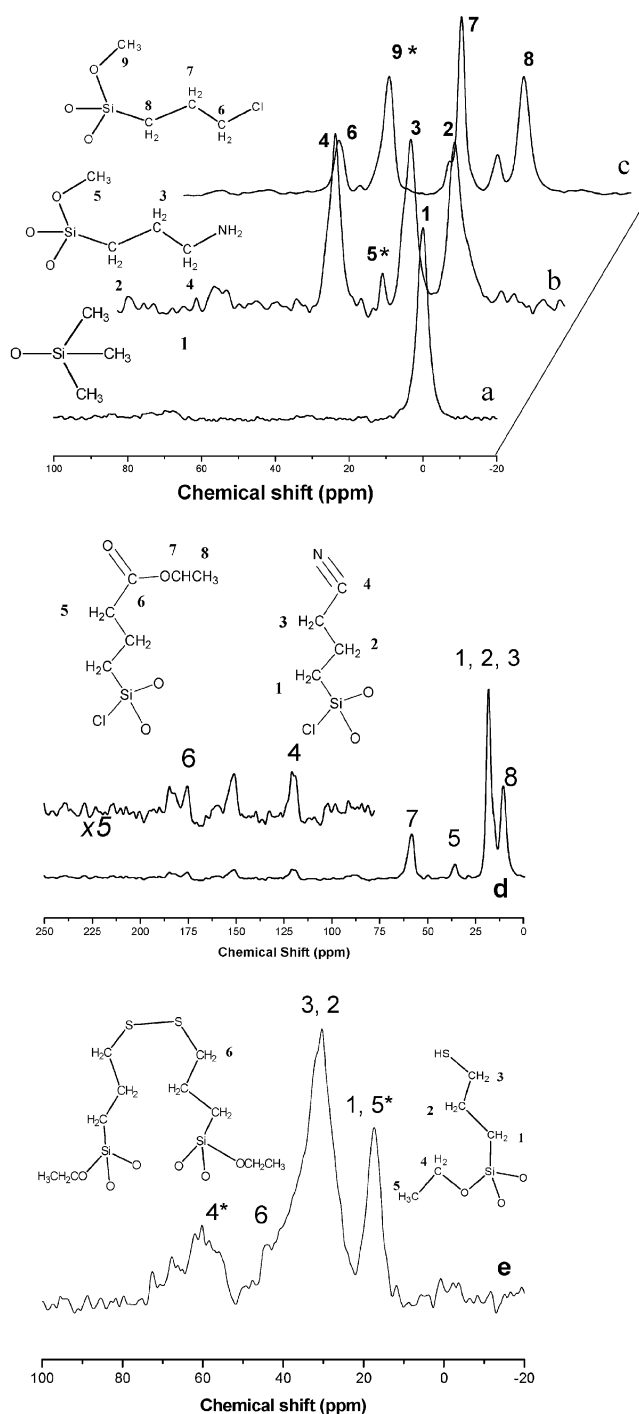 CH3
9
7
9 *
7
8
O
H2
C
Cl
6
O
Si
8
C
H2
C
H2
O
4
6
3
2
c
5
3
O
CH3
H2
C
NH2
O
Si
C
H2
C
H2
O
1
5*
2
4
b
CH3
1
O
Si
CH3
CH3
a
100
80
60
40
20
0
-20
Chemical shift (ppm)
O
7
8
N
C
OCHCH3
C
4
5
H2C
6
3
H2C
CH2
CH2
2
H2C
H2C
1
Si
O
Si
O
Cl
O
Cl
O
1, 2, 3
6
4
8
x5
7
5
d
250
225
200
175
150
125
100
75
50
25
0
Chemical Shift (ppm)
3, 2
S
S
H2C
CH2
6
HS
CH2
3
CH2
H2C
1, 5*
2
H2C
H2C
CH2
CH2
1
Si
Si
H3CH2CO
O
O
OCH2CH3
O
O
4
H2
C
Si
O
5
H3C
O
O
4*
6
e
100
80
60
40
20
0
-20
Chemical shift (ppm)